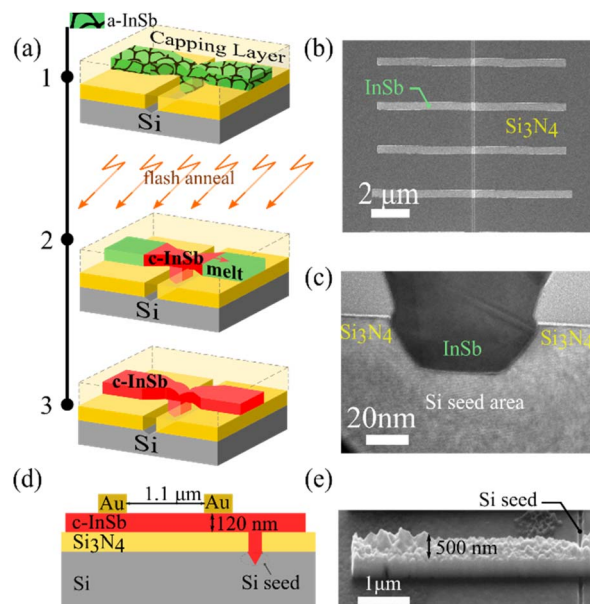 (a)
a-InSb
Capping Layer
1
Si
flash anneal
2
c-InSb
melt
Si
c-InSb
3
Si
(b)
InSb
Si3N4
2 μm
(c)
Si3N4
Si3N4
InSb
Si seed area
20nm
(d)
1.1 μm
Au
Au
c-InSb
120 nm
Si3N4
Si
Si seed
(e)
Si seed
500 nm
1μm